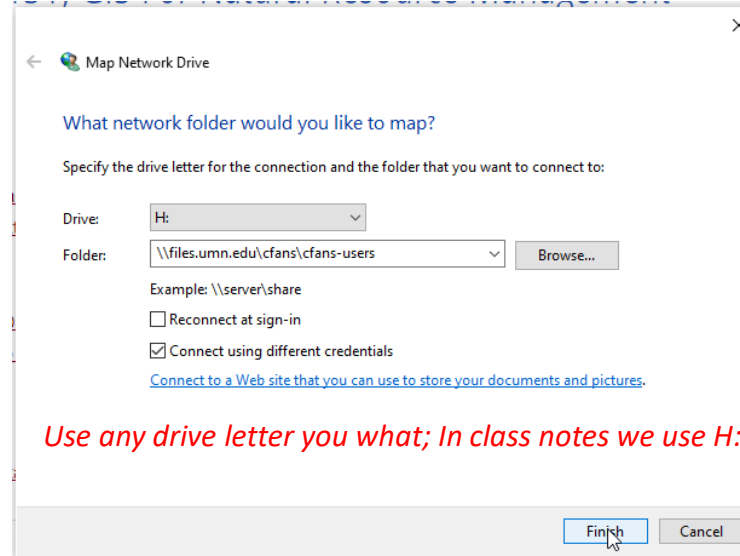 Map Network Drive
What network folder would you like to map?
Specify the drive letter for the connection and the folder that you want to connect to:
Drive: H:
Folder: \\files.umn.edu\cfans\cfans-users Browse...
Example: \\server\share
Reconnect at sign-in
Connect using different credentials
Connect to a Web site that you can use to store your documents and pictures.
Use any drive letter you what; In class notes we use H:
Finish Cancel